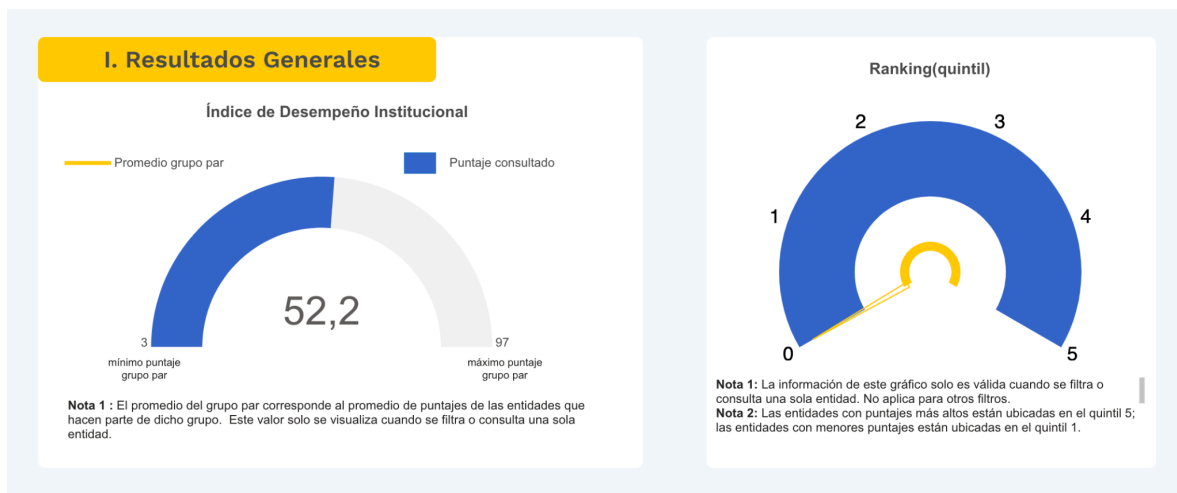 I. Resultados Generales
Índice de Desempeño Institucional
Promedio grupo par
Puntaje consultado
52,2
3
97
mínimo puntaje
grupo par
máximo puntaje
grupo par
Nota 1 : El promedio del grupo par corresponde al promedio de puntajes de las entidades que
hacen parte de dicho grupo.  Este valor solo se visualiza cuando se filtra o consulta una sola
entidad.
Ranking(quintil)
2
3
1
4
0
5
Nota 1: La información de este gráfico solo es válida cuando se filtra o
consulta una sola entidad. No aplica para otros filtros.
Nota 2: Las entidades con puntajes más altos están ubicadas en el quintil 5;
las entidades con menores puntajes están ubicadas en el quintil 1.